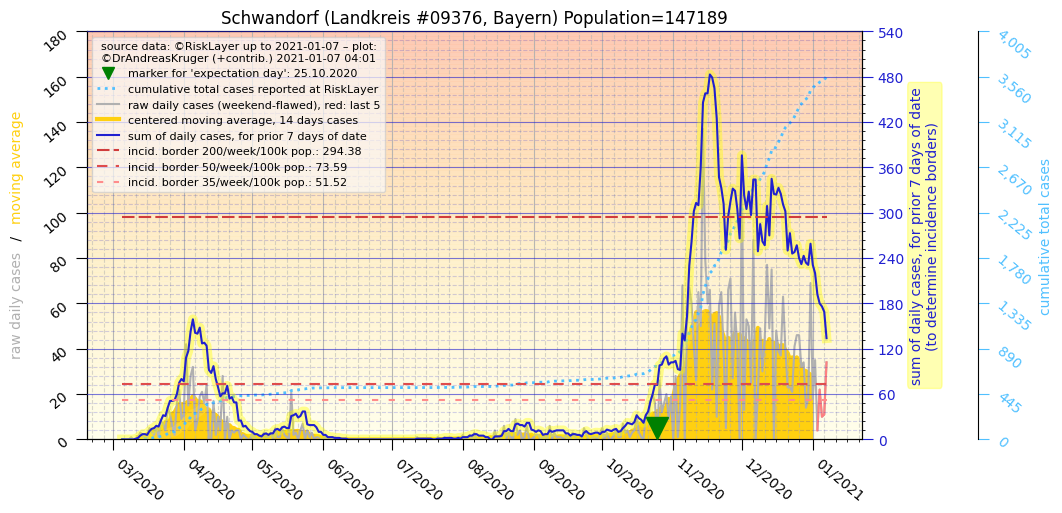 Schwandorf (Landkreis #09376, Bayern) Population=147189
source data: ©RiskLayer up to 2021-01-07 – plot:
©DrAndreasKruger (+contrib.) 2021-01-07 04:01
marker for 'expectation day': 25.10.2020
cumulative total cases reported at RiskLayer
raw daily cases (weekend-flawed), red: last 5
centered moving average, 14 days cases
sum of daily cases, for prior 7 days of date
incid. border 200/week/100k pop.: 294.38
incid. border 50/week/100k pop.: 73.59
incid. border 35/week/100k pop.: 51.52
raw daily cases / moving average
180
160
140
120
100
80
60
40
20
0
03/2020
04/2020
05/2020
06/2020
07/2020
08/2020
09/2020
10/2020
11/2020
12/2020
01/2021
540
480
420
360
300
240
180
120
60
0
sum of daily cases, for prior 7 days of date
(to determine incidence borders)
4,005
3,560
3,115
2,670
2,225
1,780
1,335
890
445
0
cumulative total cases